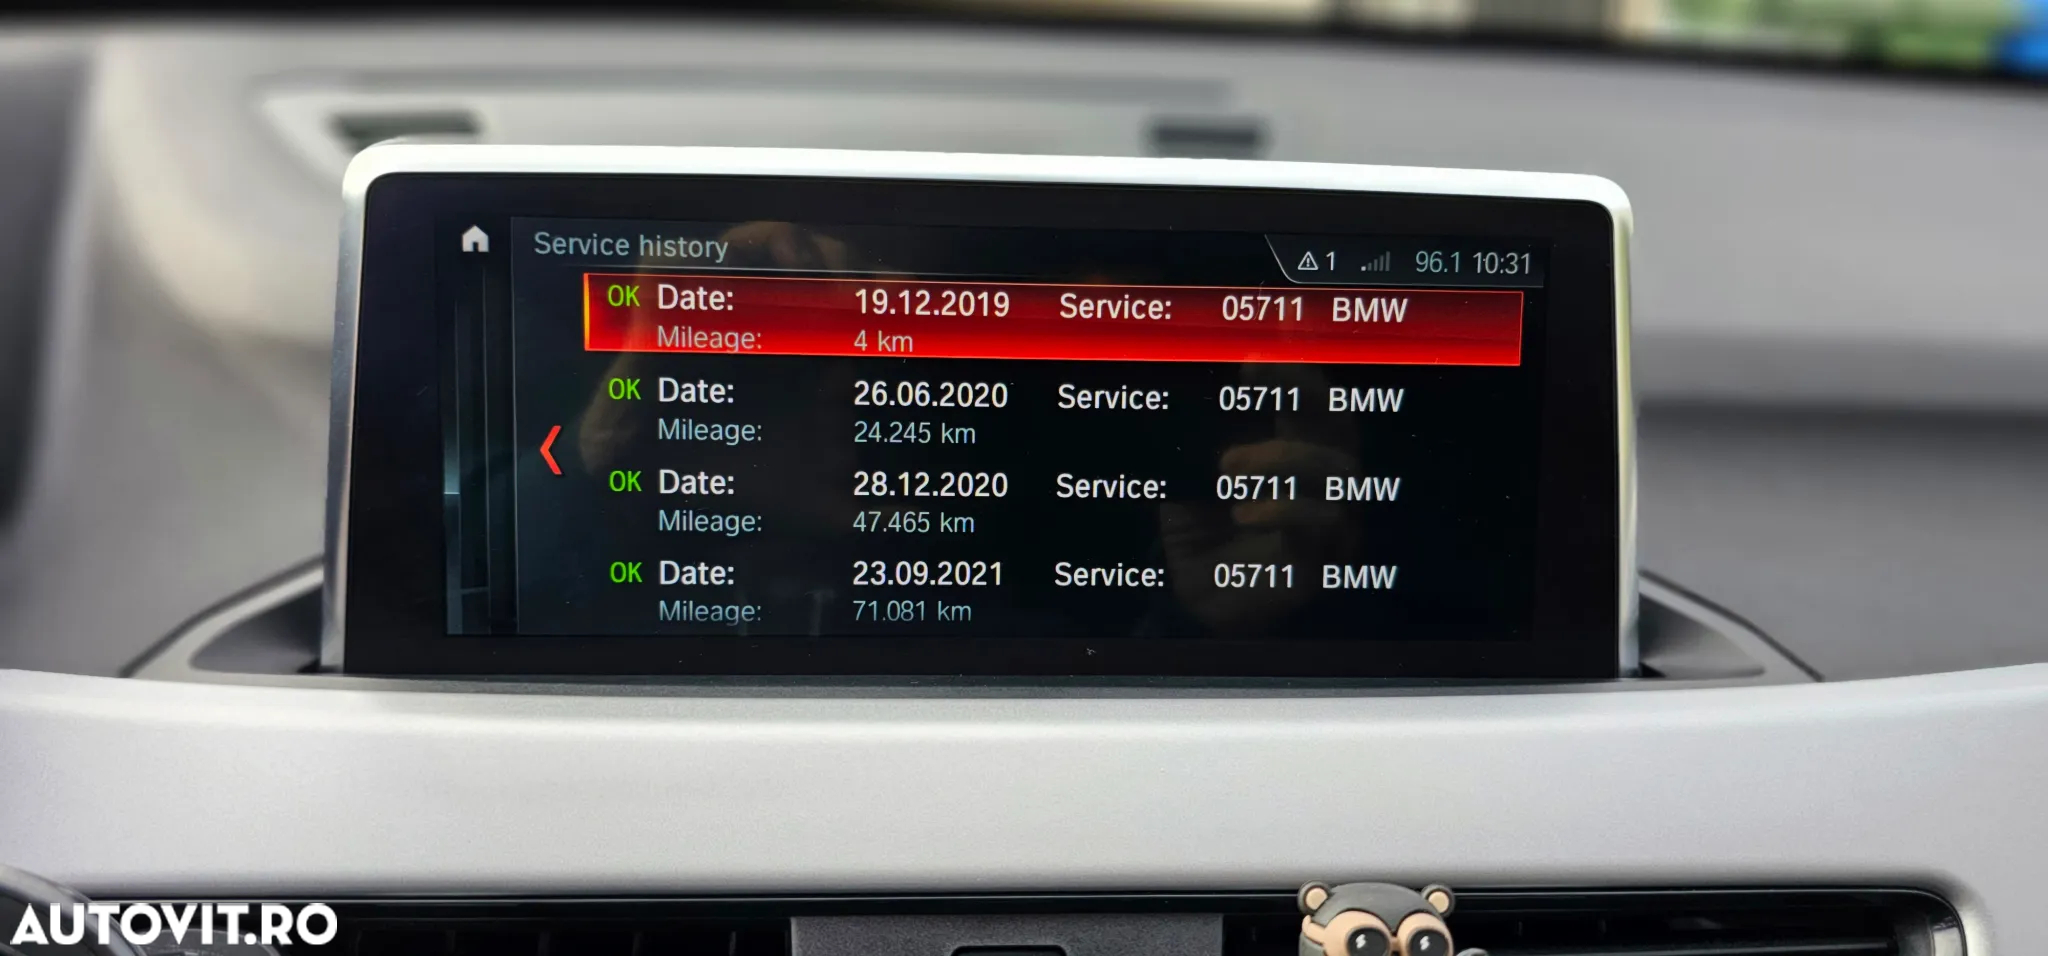 Service history
1 96.1 10:31
OK Date: 19.12.2019 Service: 05711 BMW
Mileage: 4 km
OK Date: 26.06.2020 Service: 05711 BMW
Mileage: 24.245 km
OK Date: 28.12.2020 Service: 05711 BMW
Mileage: 47.465 km
OK Date: 23.09.2021 Service: 05711 BMW
Mileage: 71.081 km
AUTOVIT.RO